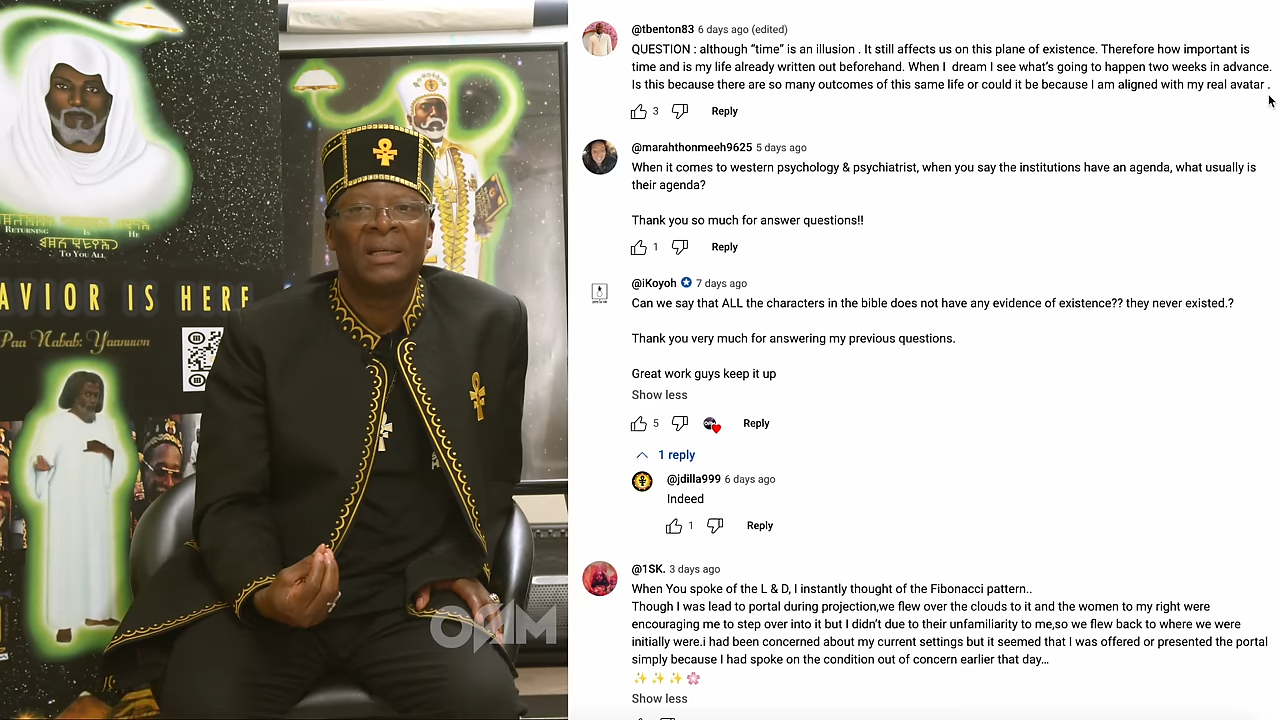 RETURNING IS HE
TO YOU ALL
AVIOR IS HERE
Paa Nabab: Yaanuwn
OPIM
@tbenton83 6 days ago (edited)
QUESTION : although “time” is an illusion . It still affects us on this plane of existence. Therefore how important is
time and is my life already written out beforehand. When I dream I see what’s going to happen two weeks in advance.
Is this because there are so many outcomes of this same life or could it be because I am aligned with my real avatar .
3 Reply
@marahthonmeeh9625 5 days ago
When it comes to western psychology & psychiatrist, when you say the institutions have an agenda, what usually is
their agenda?
Thank you so much for answer questions!!
1 Reply
@iKoyoh 7 days ago
Can we say that ALL the characters in the bible does not have any evidence of existence?? they never existed.?
Thank you very much for answering my previous questions.
Great work guys keep it up
Show less
5 Reply
1 reply
@jdilla999 6 days ago
Indeed
1 Reply
@1SK. 3 days ago
When You spoke of the L & D, I instantly thought of the Fibonacci pattern..
Though I was lead to portal during projection,we flew over the clouds to it and the women to my right were
encouraging me to step over into it but I didn’t due to their unfamiliarity to me,so we flew back to where we were
initially were.i had been concerned about my current settings but it seemed that I was offered or presented the portal
simply because I had spoke on the condition out of concern earlier that day…
✨✨✨🌸
Show less